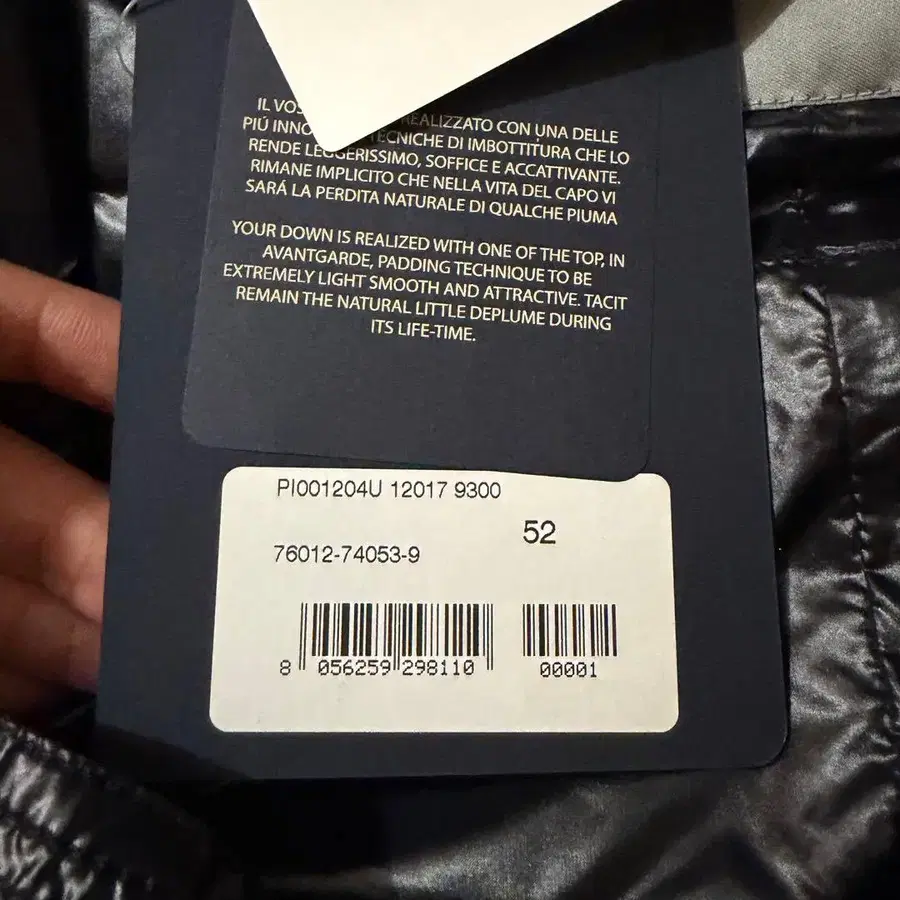 IL
REALIZZATO CON UNA DELLE
PIÚ TECNICHE DI IMBOTTITURA CHE LO
RENDE LEGGERISSIMO, SOFFICE E ACCATTIVANTE.
RIMANE IMPLICITO CHE NELLA VITA DEL CAPO VI
SARÁ LA PERDITA NATURALE DI QUALCHE PIUMA
YOUR DOWN IS REALIZED WITH ONE OF THE TOP, IN
AVANTGARDE, PADDING TECHNIQUE TO BE
EXTREMELY LIGHT SMOOTH AND ATTRACTIVE. TACIT
REMAIN THE NATURAL LITTLE DEPLUME DURING
ITS LIFE-TIME.
PI001204U 12017 9300
52
76012-74053-9
8 056259 298110
00001